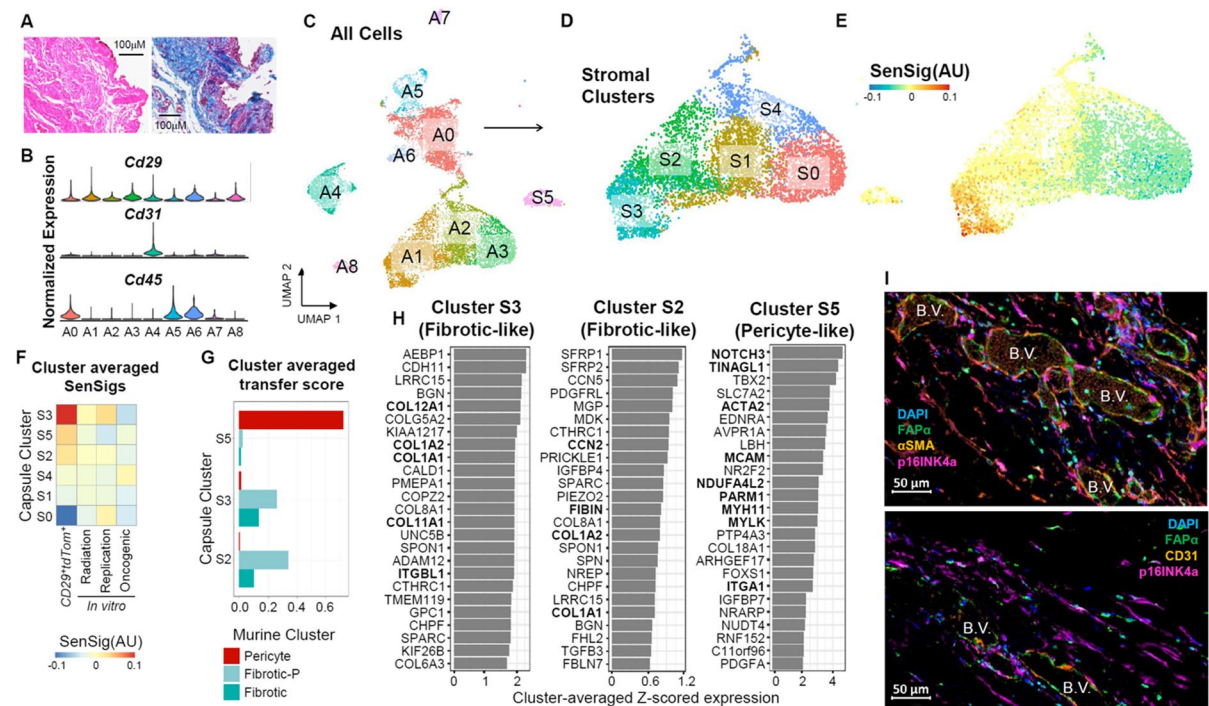 A
100μM
100μM
B
Normalized Expression
Cd29
Cd31
Cd45
A0 A1 A2 A3 A4 A5 A6 A7 A8
C
All Cells
A7
A5
A0
A6
A4
S5
A2
A1
A3
A8
UMAP 2
UMAP 1
D
Stromal
Clusters
S4
S2
S1
S0
S3
E
SenSig(AU)
-0.1 0 0.1
F
Cluster averaged
SenSigs
Capsule Cluster
S3
S5
S2
S4
S1
S0
CD29⁺tdTom⁺
Radiation
Replication
Oncogenic
In vitro
SenSig(AU)
-0.1 0 0.1
G
Cluster averaged
transfer score
Capsule Cluster
S5
S3
S2
0.0 0.2 0.4 0.6
Murine Cluster
Pericyte
Fibrotic-P
Fibrotic
H
Cluster S3
(Fibrotic-like)
AEBP1
CDH11
LRRC15
BGN
COL12A1
COLG5A2
KIAA1217
COL1A2
COL1A1
CALD1
PMEPA1
COPZ2
COL8A1
COL11A1
UNC5B
SPON1
ADAM12
ITGBL1
CTHRC1
TMEM119
GPC1
CHPF
SPARC
KIF26B
COL6A3
0 1 2
Cluster S2
(Fibrotic-like)
SFRP1
SFRP2
CCN5
PDGFRL
MGP
MDK
CTHRC1
CCN2
PRICKLE1
IGFBP4
SPARC
PIEZO2
FIBIN
COL8A1
COL1A2
SPON1
SPN
NREP
CHPF
LRRC15
COL1A1
BGN
FHL2
TGFB3
FBLN7
0 0.6 1.2
Cluster S5
(Pericyte-like)
NOTCH3
TINAGL1
TBX2
SLC7A2
ACTA2
EDNRA
AVPR1A
LBH
MCAM
NR2F2
NDUFA4L2
PARM1
MYH11
MYLK
PTP4A3
COL18A1
ARHGEF17
FOXS1
ITGA1
IGFBP7
NRARP
NUDT4
RNF152
C11orf96
PDGFA
0 1 2 3 4 5
Cluster-averaged Z-scored expression
I
B.V.
B.V.
B.V.
B.V.
DAPI
FAPα
αSMA
p16INK4a
50 μm
DAPI
FAPα
CD31
p16INK4a
B.V.
B.V.
50 μm